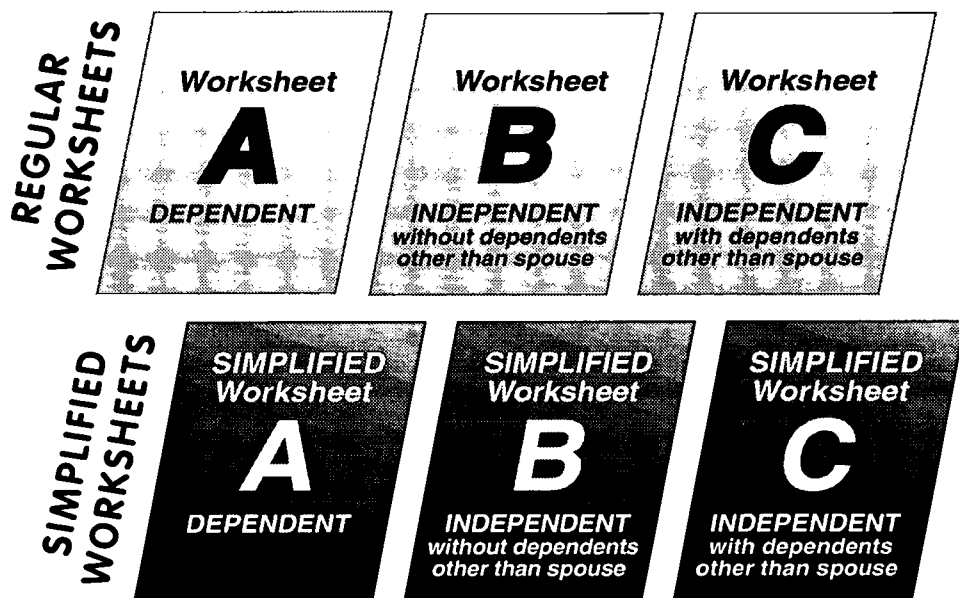 REGULAR
WORKSHEETS
Worksheet
A
DEPENDENT
Worksheet
B
INDEPENDENT
without dependents
other than spouse
Worksheet
C
INDEPENDENT
with dependents
other than spouse
SIMPLIFIED
WORKSHEETS
SIMPLIFIED
Worksheet
A
DEPENDENT
SIMPLIFIED
Worksheet
B
INDEPENDENT
without dependents
other than spouse
SIMPLIFIED
Worksheet
C
INDEPENDENT
with dependents
other than spouse